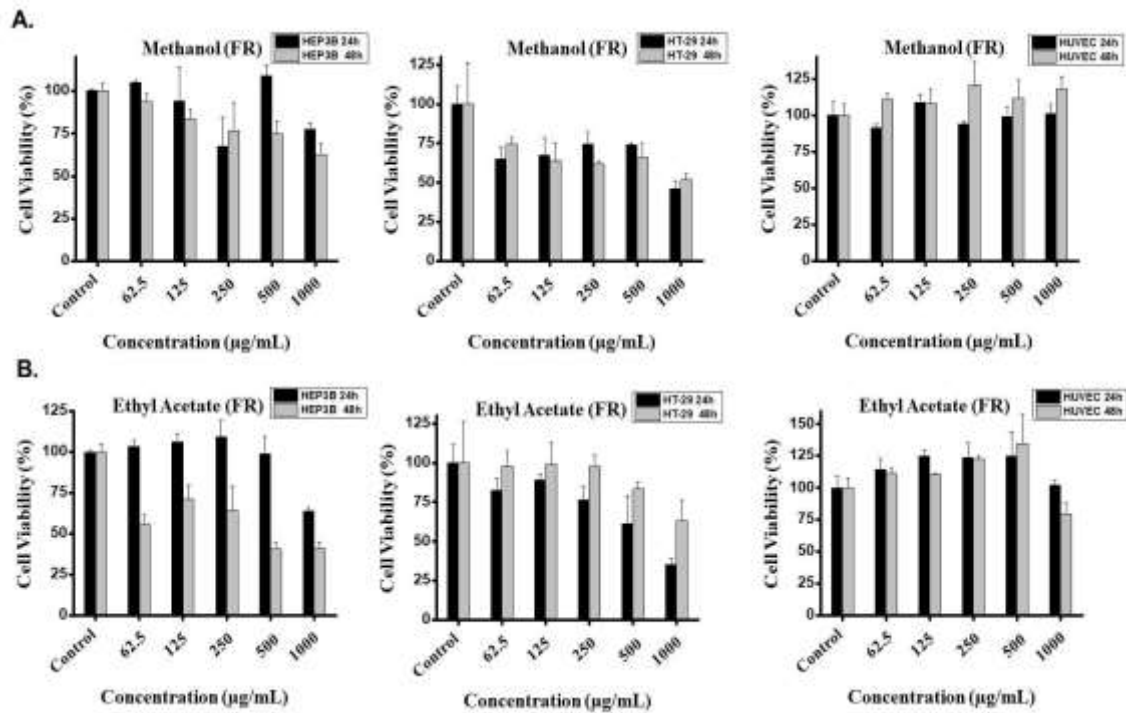 A.
Methanol (FR)
HEP3B 24h
HEP3B 48h
Cell Viability (%)
100
75
50
25
0
Control
62.5
125
250
500
1000
Concentration (µg/mL)
Methanol (FR)
HT-29 24h
HT-29 48h
Cell Viability (%)
125
100
75
50
25
0
Control
62.5
125
250
500
1000
Concentration (µg/mL)
Methanol (FR)
HUVEC 24h
HUVEC 48h
Cell Viability (%)
125
100
75
50
25
0
Control
62.5
125
250
500
1000
Concentration (µg/mL)
B.
Ethyl Acetate (FR)
HEP3B 24h
HEP3B 48h
Cell Viability (%)
125
100
75
50
25
0
Control
62.5
125
250
500
1000
Concentration (µg/mL)
Ethyl Acetate (FR)
HT-29 24h
HT-29 48h
Cell Viability (%)
125
100
75
50
25
0
Control
62.5
125
250
500
1000
Concentration (µg/mL)
Ethyl Acetate (FR)
HUVEC 24h
HUVEC 48h
Cell Viability (%)
150
125
100
75
50
25
0
Control
62.5
125
250
500
1000
Concentration (µg/mL)